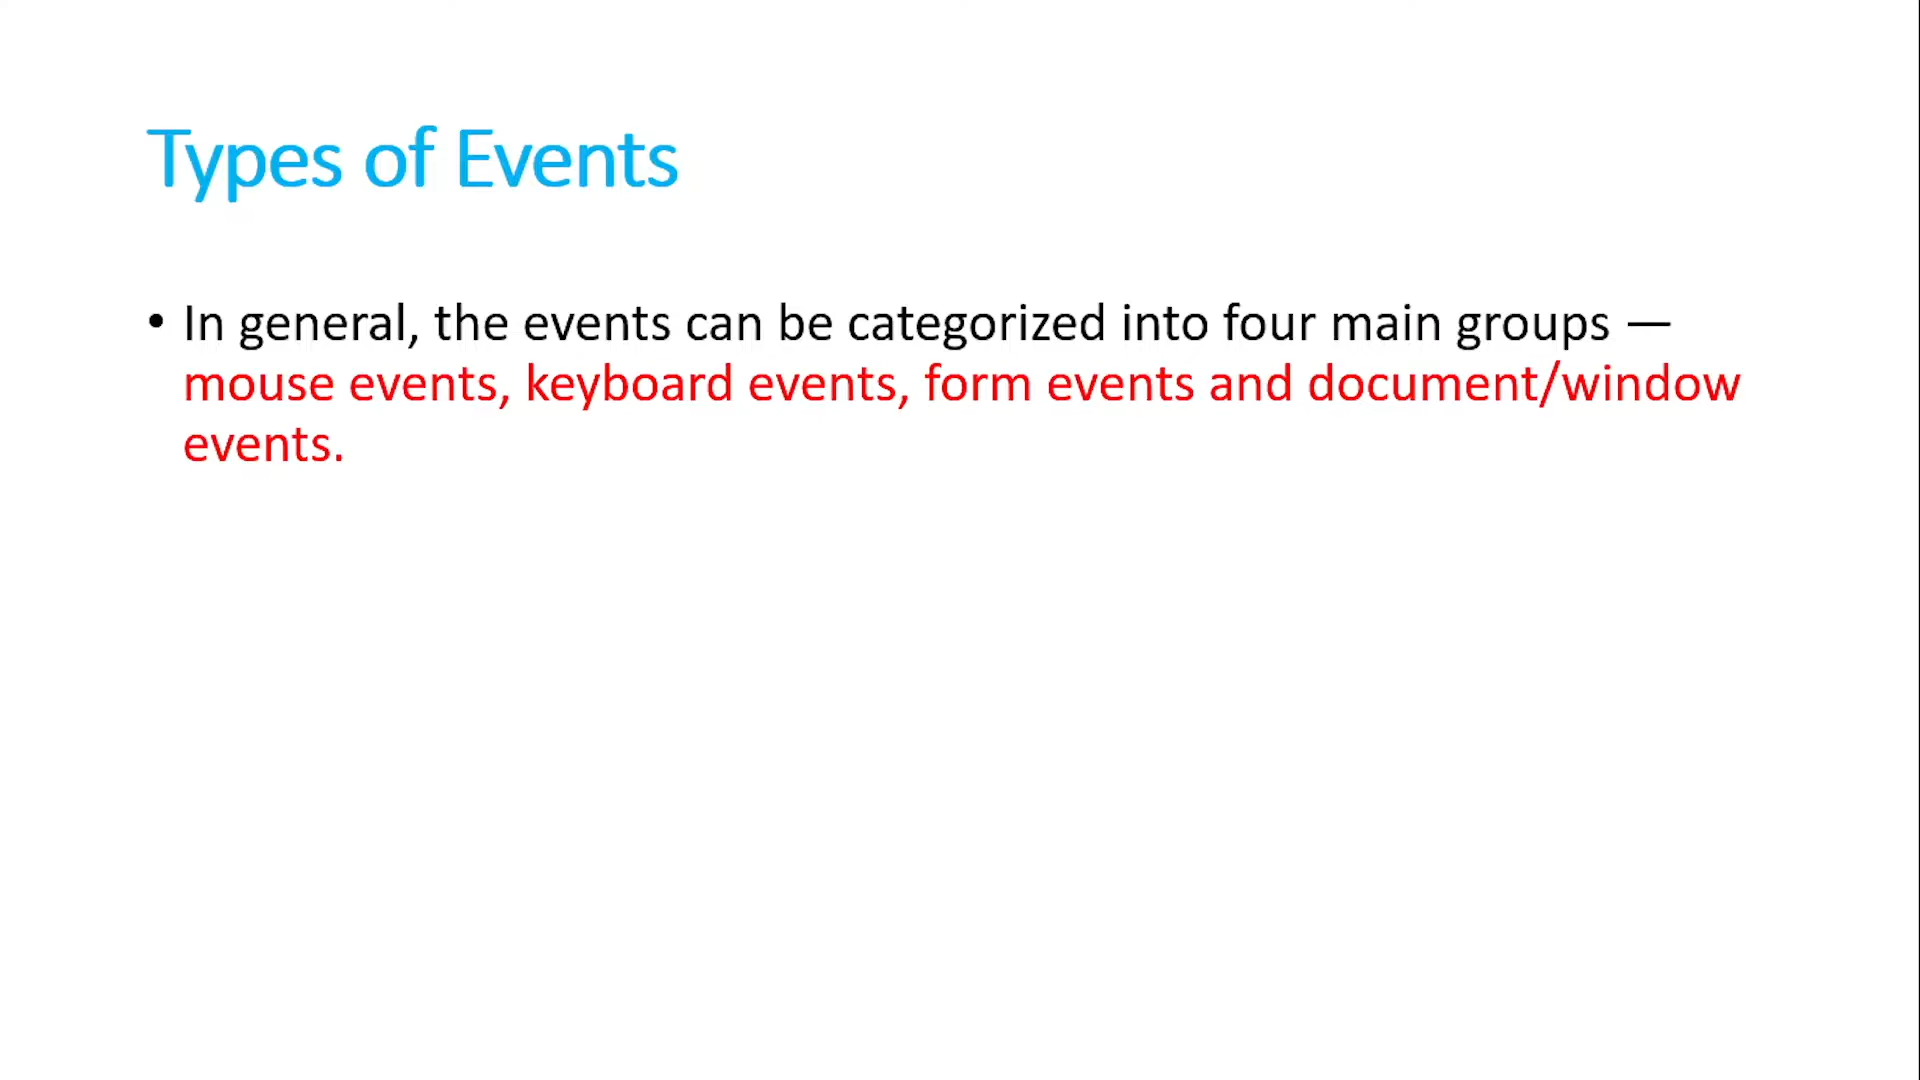 Types of Events
• In general, the events can be categorized into four main groups —
mouse events, keyboard events, form events and document/window
events.